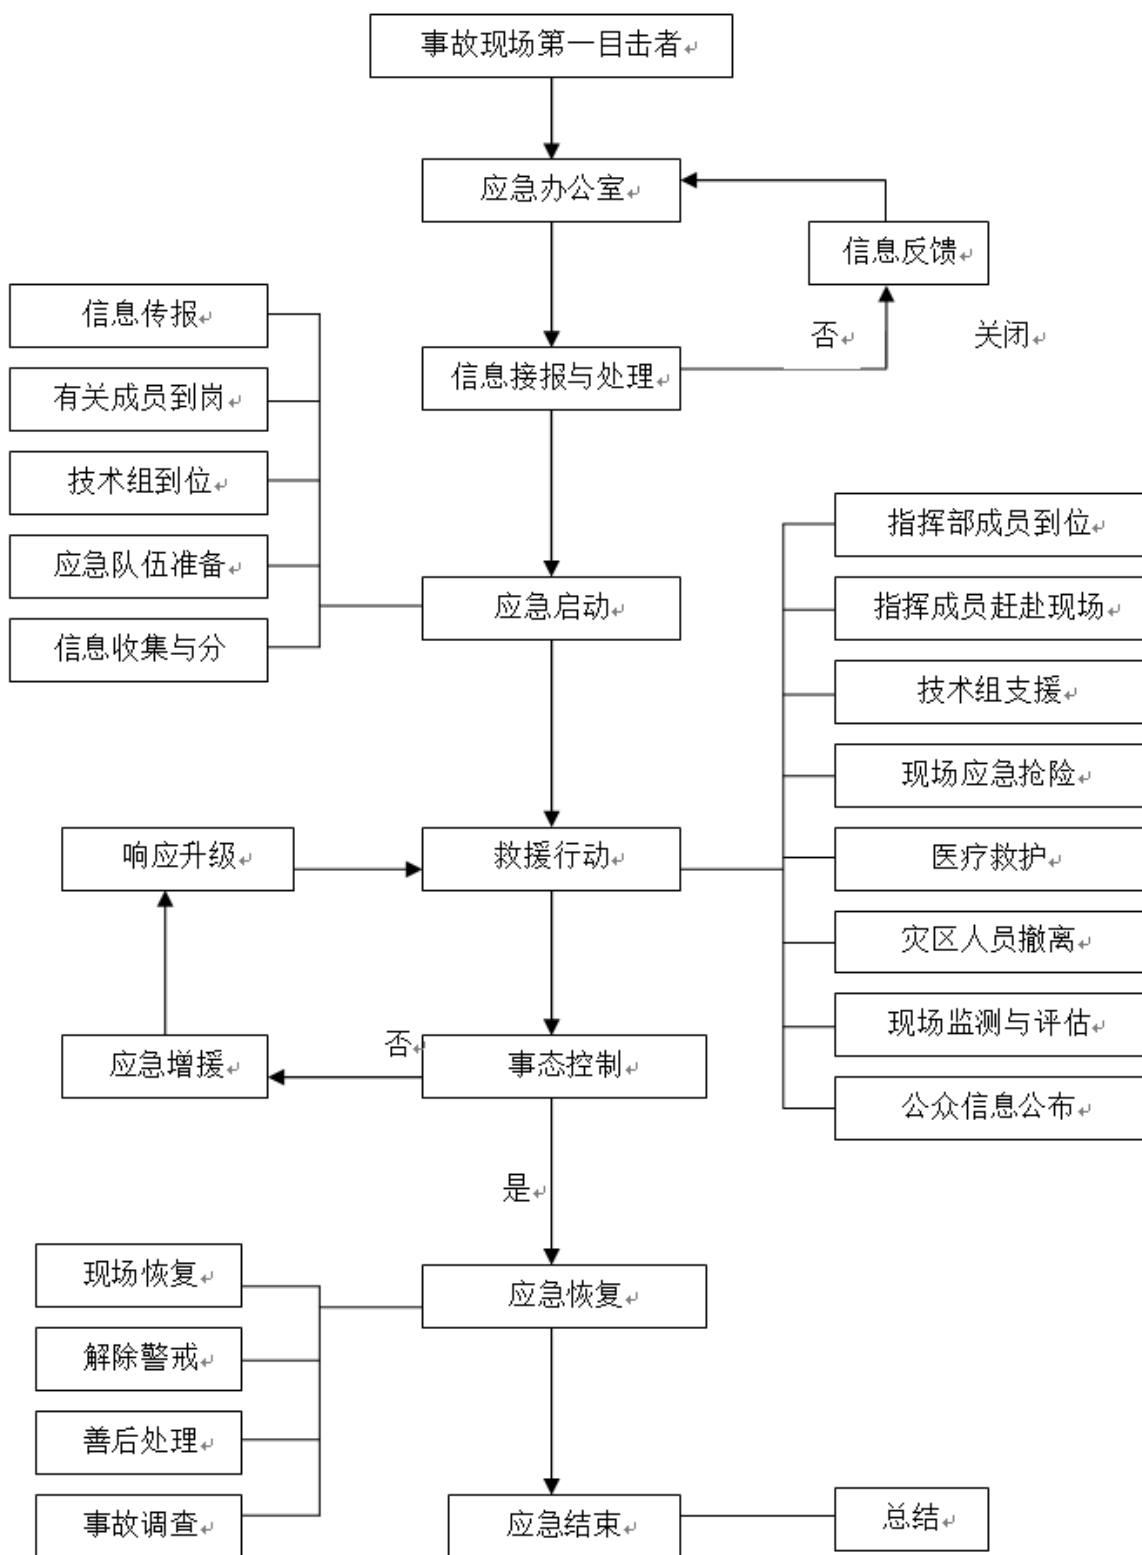 事故现场第一目击者
应急办公室
信息反馈
信息传报
否
关闭
信息接报与处理
有关成员到岗
技术组到位
指挥部成员到位
应急队伍准备
应急启动
指挥成员赶赴现场
信息收集与分
技术组支援
现场应急抢险
响应升级
救援行动
医疗救护
灾区人员撤离
现场监测与评估
否
应急增援
事态控制
公众信息公布
是
现场恢复
应急恢复
解除警戒
善后处理
总结
事故调查
应急结束